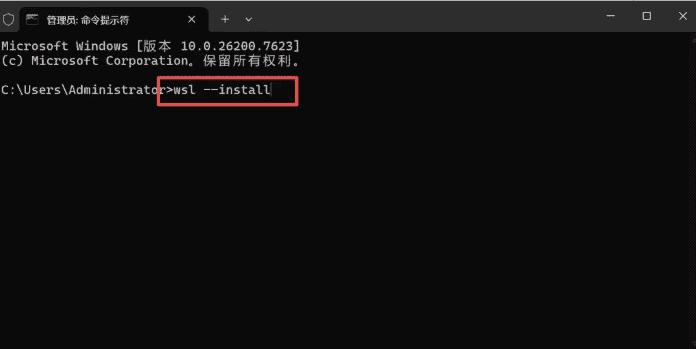 管理员: 命令提示符
Microsoft Windows [版本 10.0.26200.7623]
(c) Microsoft Corporation。保留所有权利。
C:\Users\Administrator>wsl --install